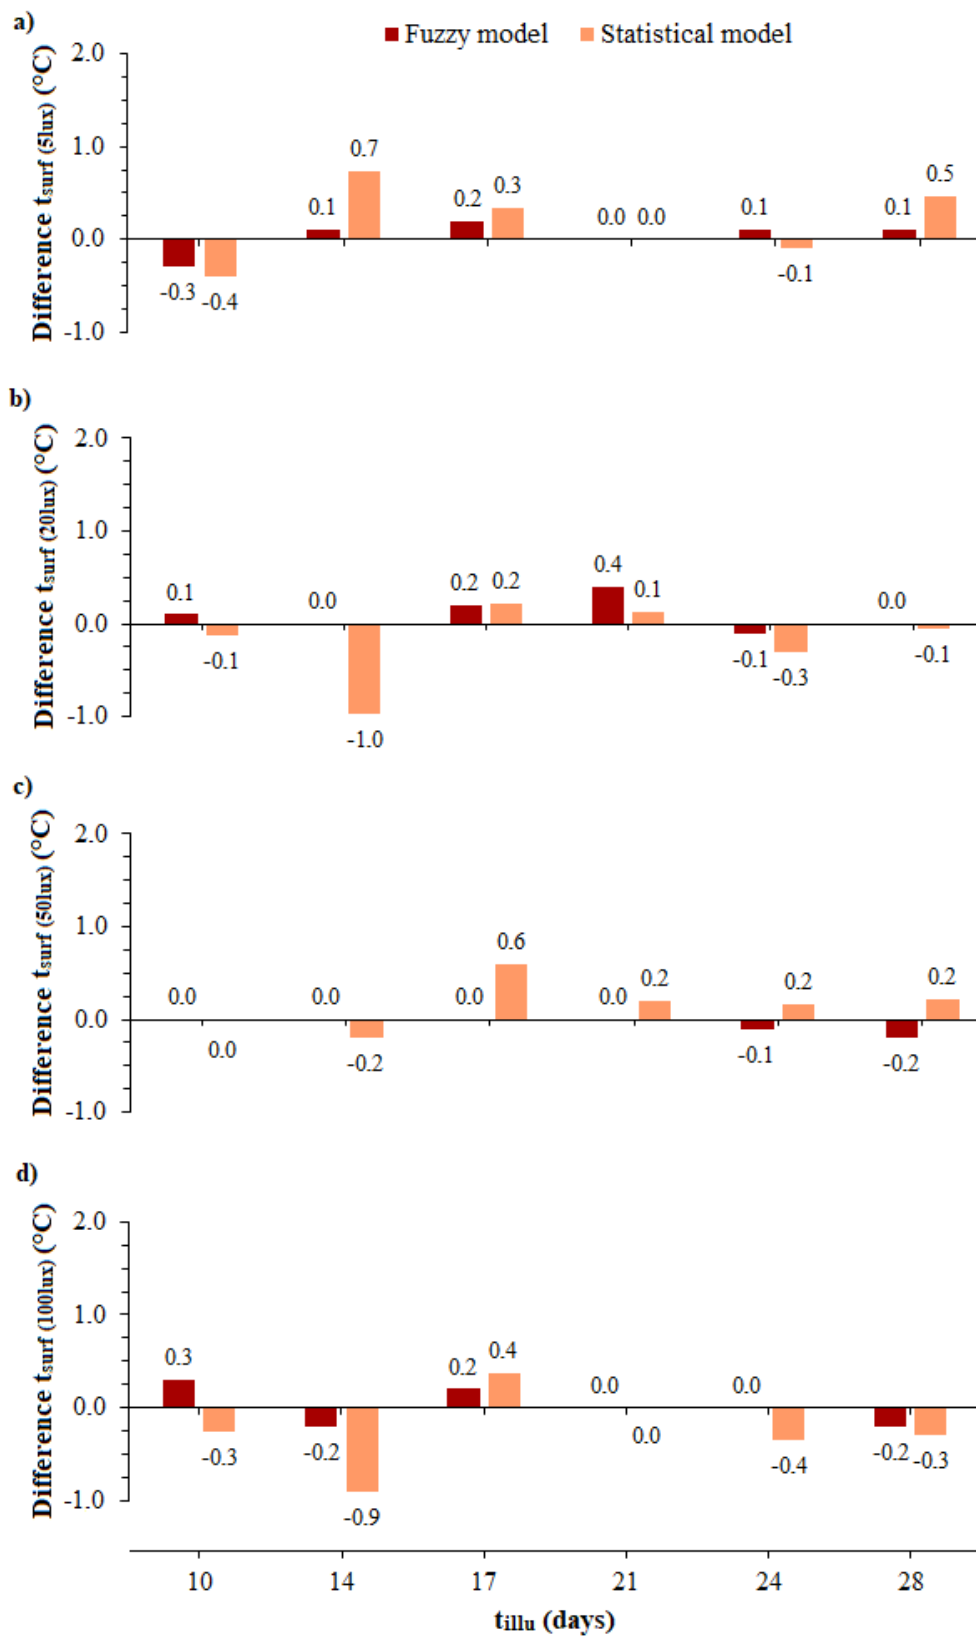 a)
Fuzzy model Statistical model
Difference tsurf (5lux) (°C)
2.0
1.0
0.0
-1.0
-0.3 -0.4 0.1 0.7 0.2 0.3 0.0 0.0 0.1 -0.1 0.1 0.5
b)
Difference tsurf (20lux) (°C)
2.0
1.0
0.0
-1.0
0.1 -0.1 0.0 -1.0 0.2 0.2 0.4 0.1 -0.1 -0.3 0.0 -0.1
c)
Difference tsurf (50lux) (°C)
2.0
1.0
0.0
-1.0
0.0 0.0 0.0 -0.2 0.0 0.6 0.0 0.2 -0.1 0.2 -0.2 0.2
d)
Difference tsurf (100lux) (°C)
2.0
1.0
0.0
-1.0
0.3 -0.3 -0.2 -0.9 0.2 0.4 0.0 0.0 0.0 -0.4 -0.2 -0.3
10 14 17 21 24 28
tillu (days)